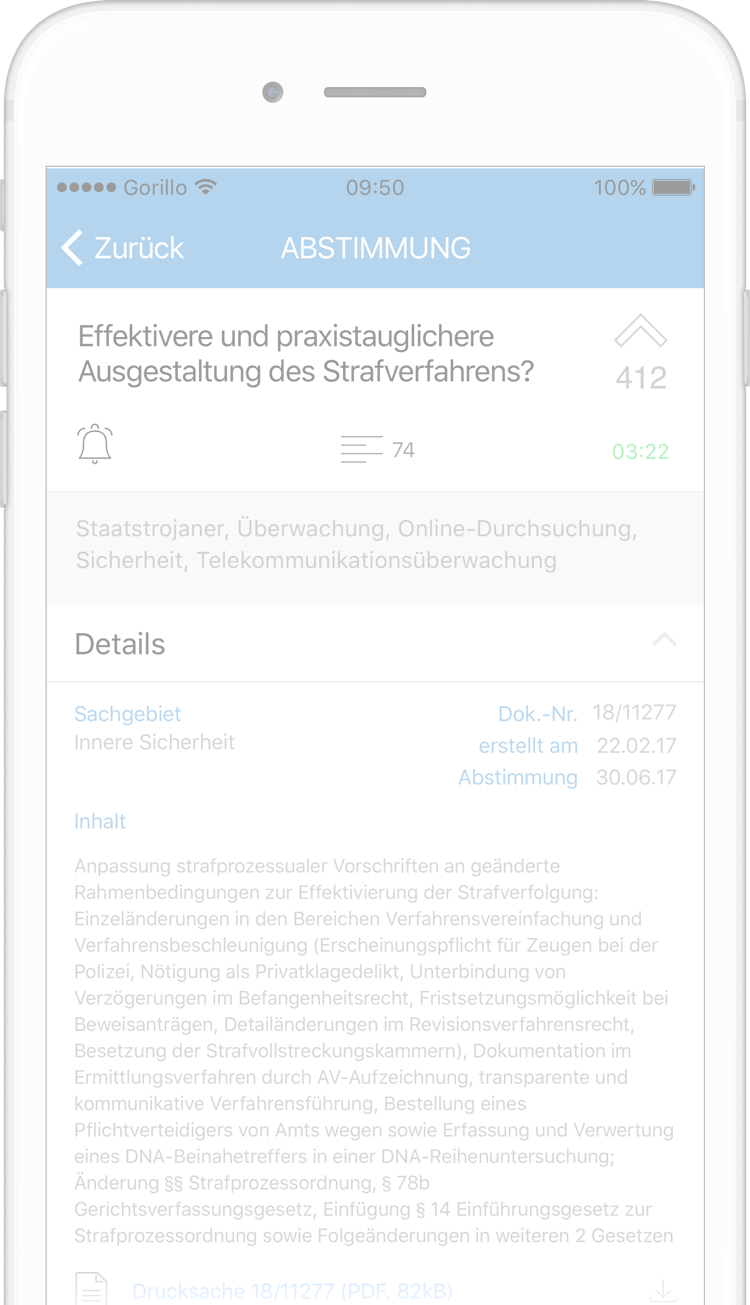 Gorillo 09:50 100%
Zurück ABSTIMMUNG
Effektivere und praxistauglichere
Ausgestaltung des Strafverfahrens?
412
74 03:22
Staatstrojaner, Überwachung, Online-Durchsuchung,
Sicherheit, Telekommunikationsüberwachung
Details
Sachgebiet Dok.-Nr. 18/11277
Innere Sicherheit erstellt am 22.02.17
Abstimmung 30.06.17
Inhalt
Anpassung strafprozessualer Vorschriften an geänderte
Rahmenbedingungen zur Effektivierung der Strafverfolgung:
Einzeländerungen in den Bereichen Verfahrensvereinfachung und
Verfahrensbeschleunigung (Erscheinungspflicht für Zeugen bei der
Polizei, Nötigung als Privatklagedelikt, Unterbindung von
Verzögerungen im Befangenheitsrecht, Fristsetzungsmöglichkeit bei
Beweisanträgen, Detailänderungen im Revisionsverfahrensrecht,
Besetzung der Strafvollstreckungskammern), Dokumentation im
Ermittlungsverfahren durch AV-Aufzeichnung, transparente und
kommunikative Verfahrensführung, Bestellung eines
Pflichtverteidigers von Amts wegen sowie Erfassung und Verwertung
eines DNA-Beinahetreffers in einer DNA-Reihenuntersuchung;
Änderung §§ Strafprozessordnung, § 78b
Gerichtsverfassungsgesetz, Einfügung § 14 Einführungsgesetz zur
Strafprozessordnung sowie Folgeänderungen in weiteren 2 Gesetzen
Drucksache 18/11277 (PDF, 82kB)